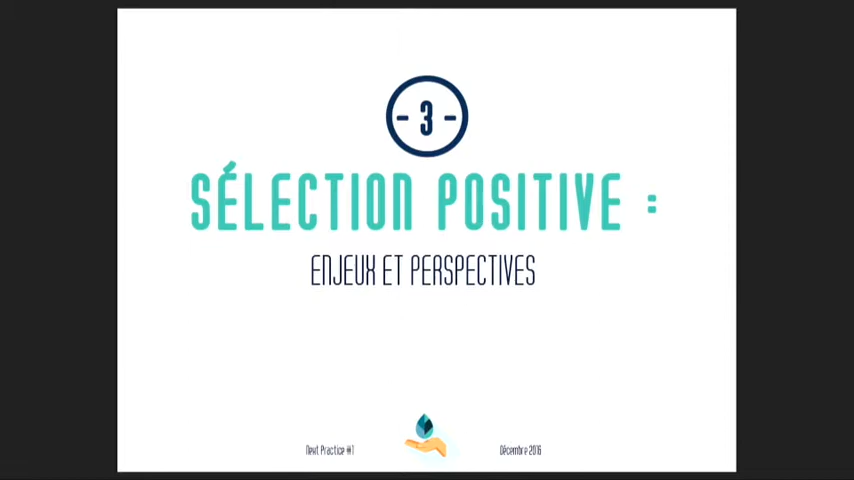 - 3 -
SÉLECTION POSITIVE :
ENJEUX ET PERSPECTIVES
Next Practice #1
Décembre 2016